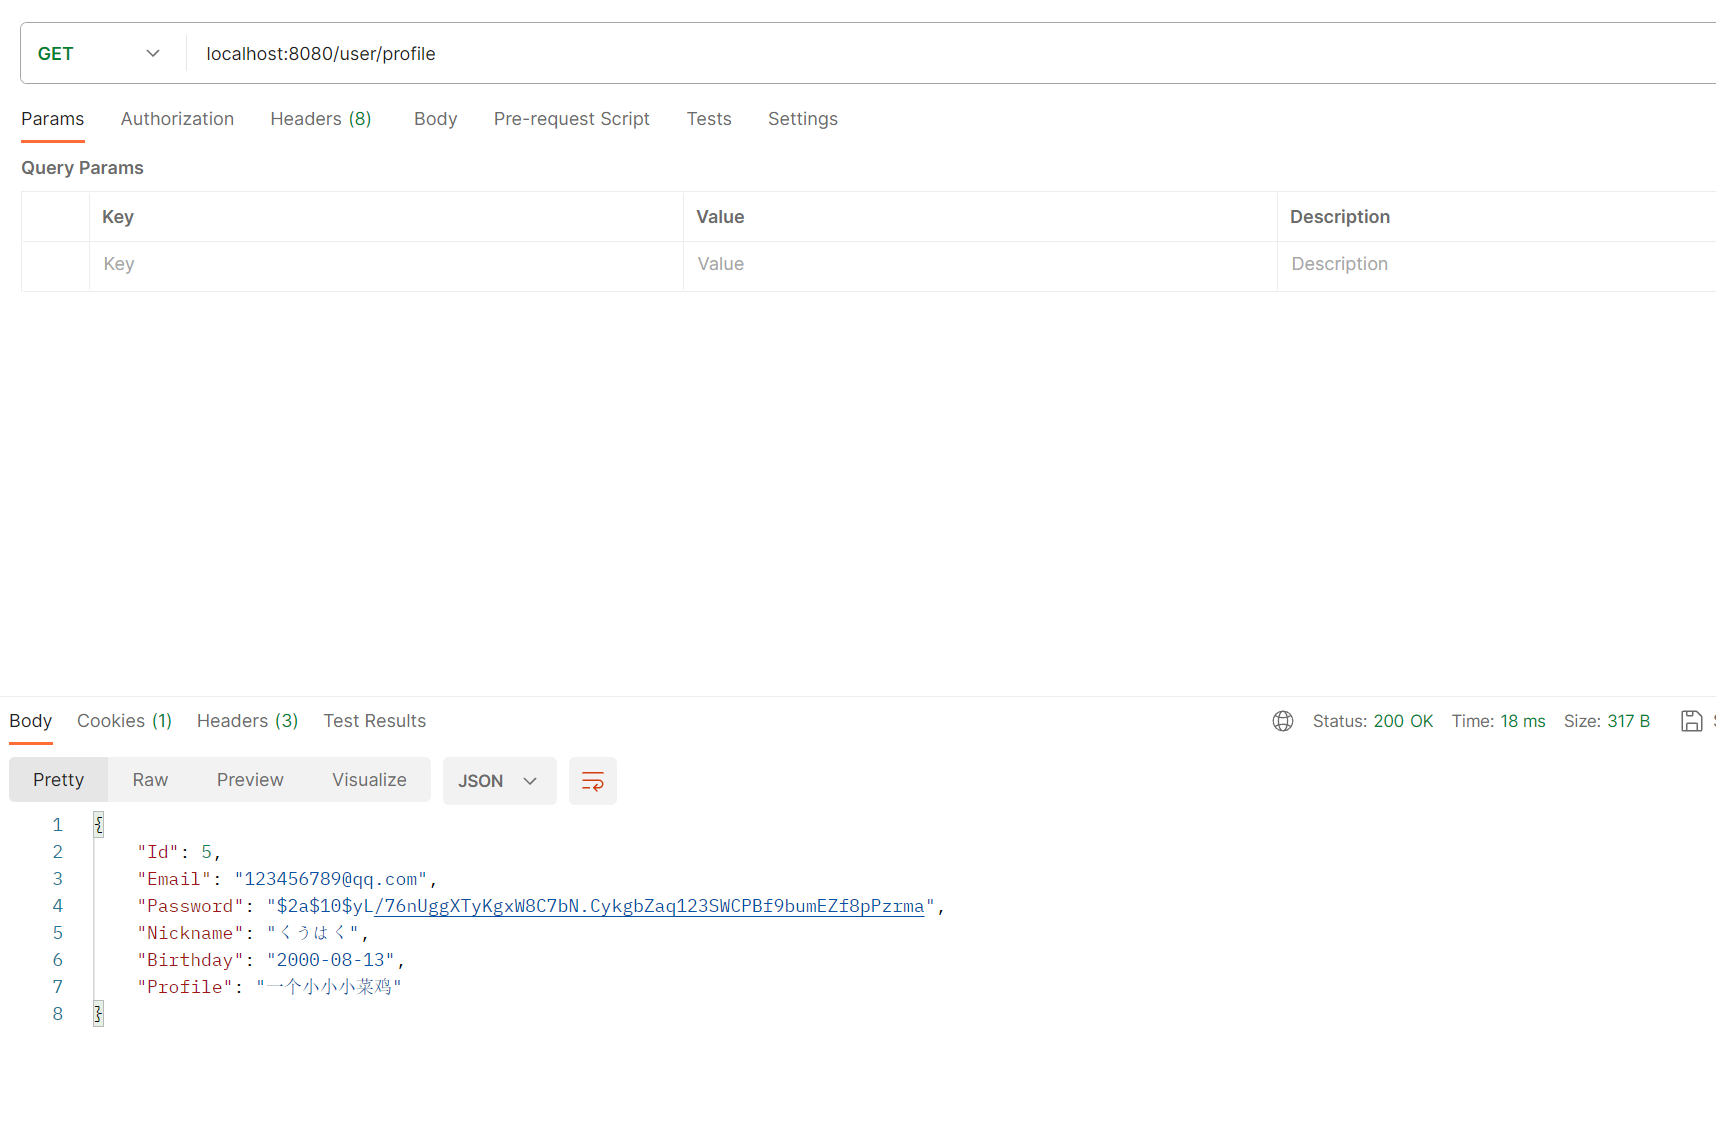 GET localhost:8080/user/profile
Params Authorization Headers (8) Body Pre-request Script Tests Settings
Query Params
Key Value Description
Key Value Description
Body Cookies (1) Headers (3) Test Results Status: 200 OK Time: 18 ms Size: 317 B
Pretty Raw Preview Visualize JSON
1 {
2 "Id": 5,
3 "Email": "123456789@qq.com",
4 "Password": "$2a$10$yL/76nUggXTyKgxW8C7bN.CykgbZaq123SWCPBf9bumEZf8pPzrma",
5 "Nickname": "くうはく",
6 "Birthday": "2000-08-13",
7 "Profile": "一个小小小菜鸡"
8 }